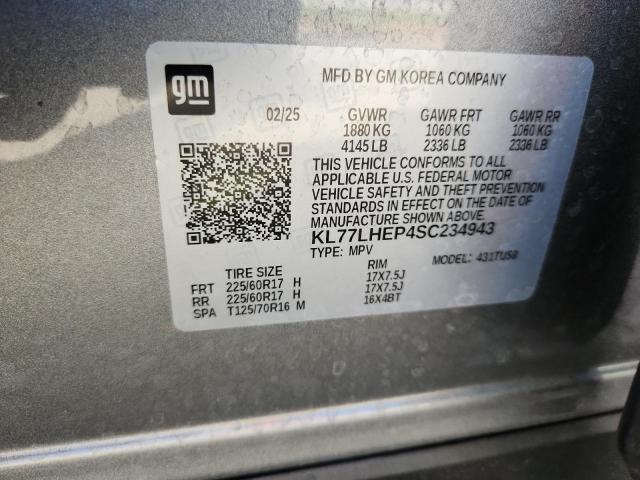 gm
MFD BY GM KOREA COMPANY
02/25 GVWR GAWR FRT GAWR RR
1880 KG 1060 KG 1060 KG
4145 LB 2336 LB 2336 LB
THIS VEHICLE CONFORMS TO ALL
APPLICABLE U.S. FEDERAL MOTOR
VEHICLE SAFETY AND THEFT PREVENTION
STANDARDS IN EFFECT ON THE DATE OF
MANUFACTURE SHOWN ABOVE.
KL77LHEP4SC234943
TYPE: MPV MODEL: 431TUS8
TIRE SIZE RIM
FRT 225/60R17 H 17X7.5J
RR 225/60R17 H 17X7.5J
SPA T125/70R16 M 16X4BT